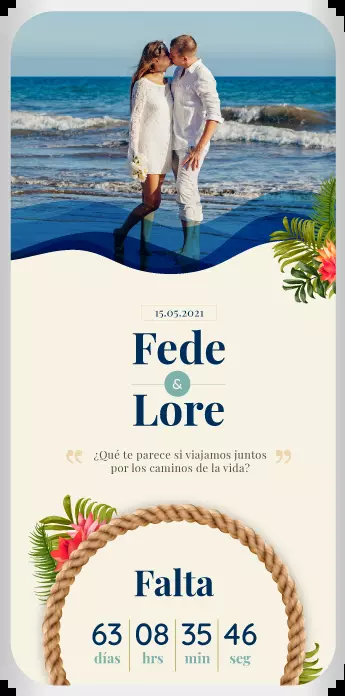 15.05.2021
Fede
&
Lore
“ ¿Qué te parece si viajamos juntos
por los caminos de la vida? ”
Falta
63 08 35 46
días hrs min seg